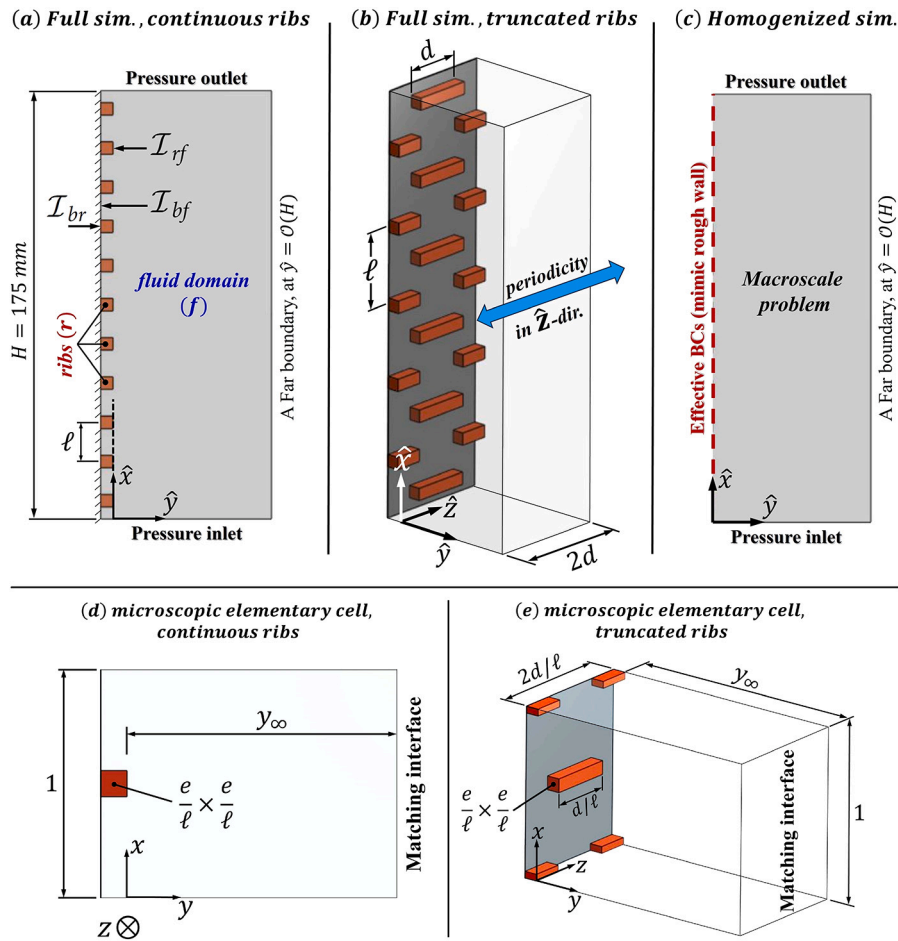 (a) Full sim., continuous ribs
Pressure outlet
H = 175 mm
ℐ_rf
ℐ_br
ℐ_bf
fluid domain
(f)
ribs (r)
ℓ
x̂
ŷ
Pressure inlet
A Far boundary, at ŷ = 𝒪(H)
(b) Full sim., truncated ribs
d
ℓ
periodicity
in ẑ-dir.
x̂
ẑ
ŷ
2d
(c) Homogenized sim.
Pressure outlet
Effective BCs (mimic rough wall)
Macroscale
problem
A Far boundary, at ŷ = 𝒪(H)
x̂
ŷ
Pressure inlet
(d) microscopic elementary cell,
continuous ribs
y∞
1
e/ℓ × e/ℓ
Matching interface
x
y
z
(e) microscopic elementary cell,
truncated ribs
2d/ℓ
y∞
e/ℓ × e/ℓ
d/ℓ
Matching interface
1
x
z
y